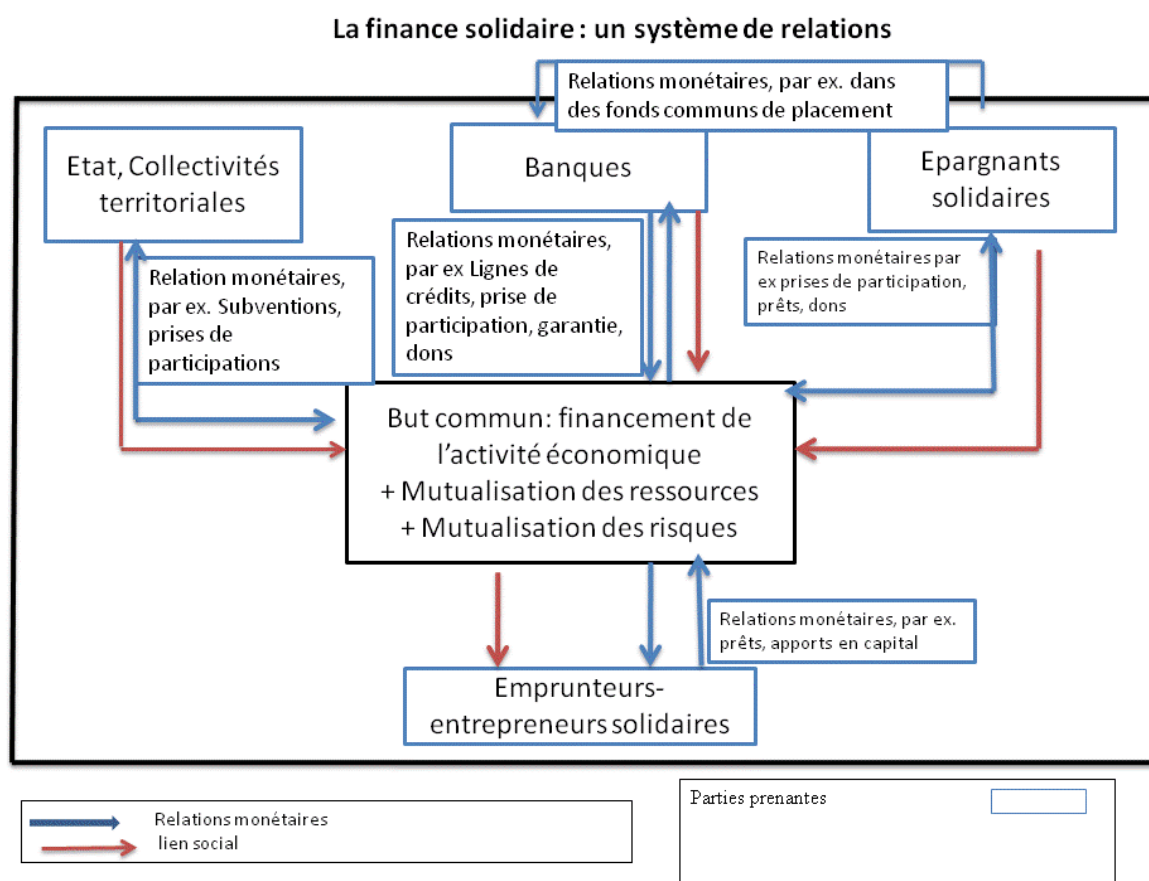 La finance solidaire : un système de relations
Relations monétaires, par ex. dans
des fonds communs de placement
Etat, Collectivités
territoriales
Banques
Epargnants
solidaires
Relation monétaires,
par ex. Subventions,
prises de
participations
Relations monétaires,
par ex Lignes de
crédits, prise de
participation, garantie,
dons
Relations monétaires par
ex prises de participation,
prêts, dons
But commun: financement de
l'activité économique
+ Mutualisation des ressources
+ Mutualisation des risques
Relations monétaires, par ex.
prêts, apports en capital
Emprunteurs-
entrepreneurs solidaires
Relations monétaires
lien social
Parties prenantes